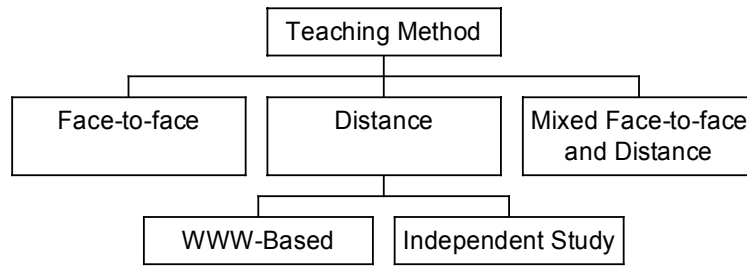 Teaching Method
Face-to-face
Distance
Mixed Face-to-face
and Distance
WWW-Based
Independent Study